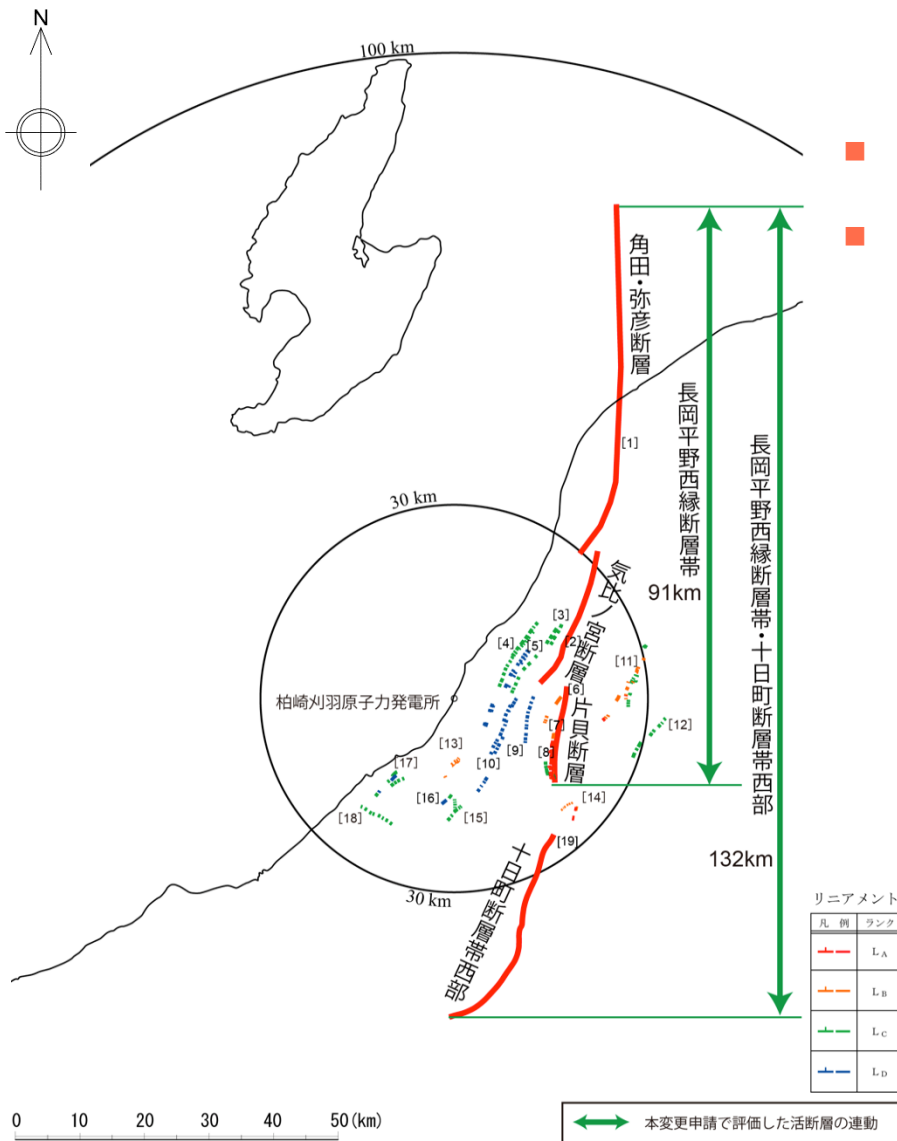 N
100 km
角田・弥彦断層
[1]
長岡平野西縁断層帯
91km
長岡平野西縁断層帯・十日町断層帯西部
132km
30 km
気比ノ宮断層
[3]
[4]
[5]
[2]
[11]
柏崎刈羽原子力発電所
[6]
片貝断層
[7]
[12]
[9]
[13]
[8]
[10]
[17]
[16]
[14]
[18]
[15]
[19]
30 km
十日町断層帯西部
リニアメント
凡 例 ランク
LA
LB
LC
LD
0 10 20 30 40 50(km)
本変更申請で評価した活断層の連動